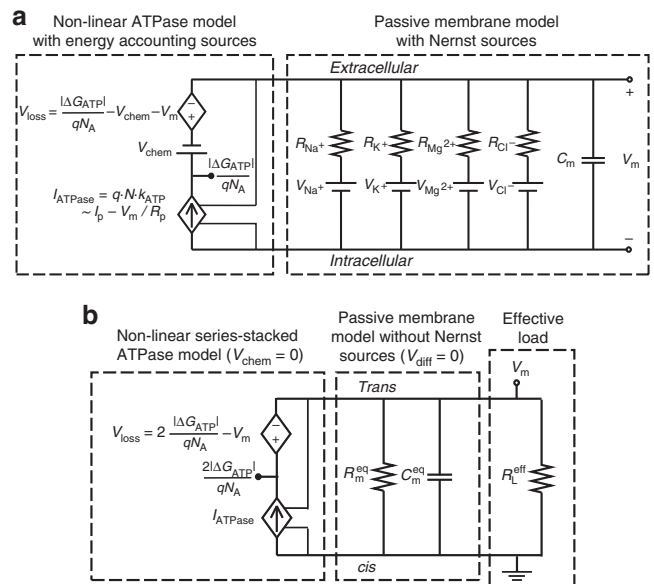 a
Non-linear ATPase model
with energy accounting sources
Passive membrane model
with Nernst sources
Extracellular
V_loss = |ΔG_ATP| / qN_A − V_chem − V_m
−
+
V_chem
|ΔG_ATP| / qN_A
I_ATPase = q·N·k_ATP
~ I_p − V_m / R_p
R_Na+
R_K+
R_Mg2+
R_Cl−
V_Na+
V_K+
V_Mg2+
V_Cl−
C_m
+
V_m
−
Intracellular
b
Non-linear series-stacked
ATPase model (V_chem = 0)
Passive membrane
model without Nernst
sources (V_diff = 0)
Effective
load
V_m
Trans
V_loss = 2 |ΔG_ATP| / qN_A − V_m
−
+
2|ΔG_ATP| / qN_A
I_ATPase
R_m^eq
C_m^eq
R_L^eff
cis